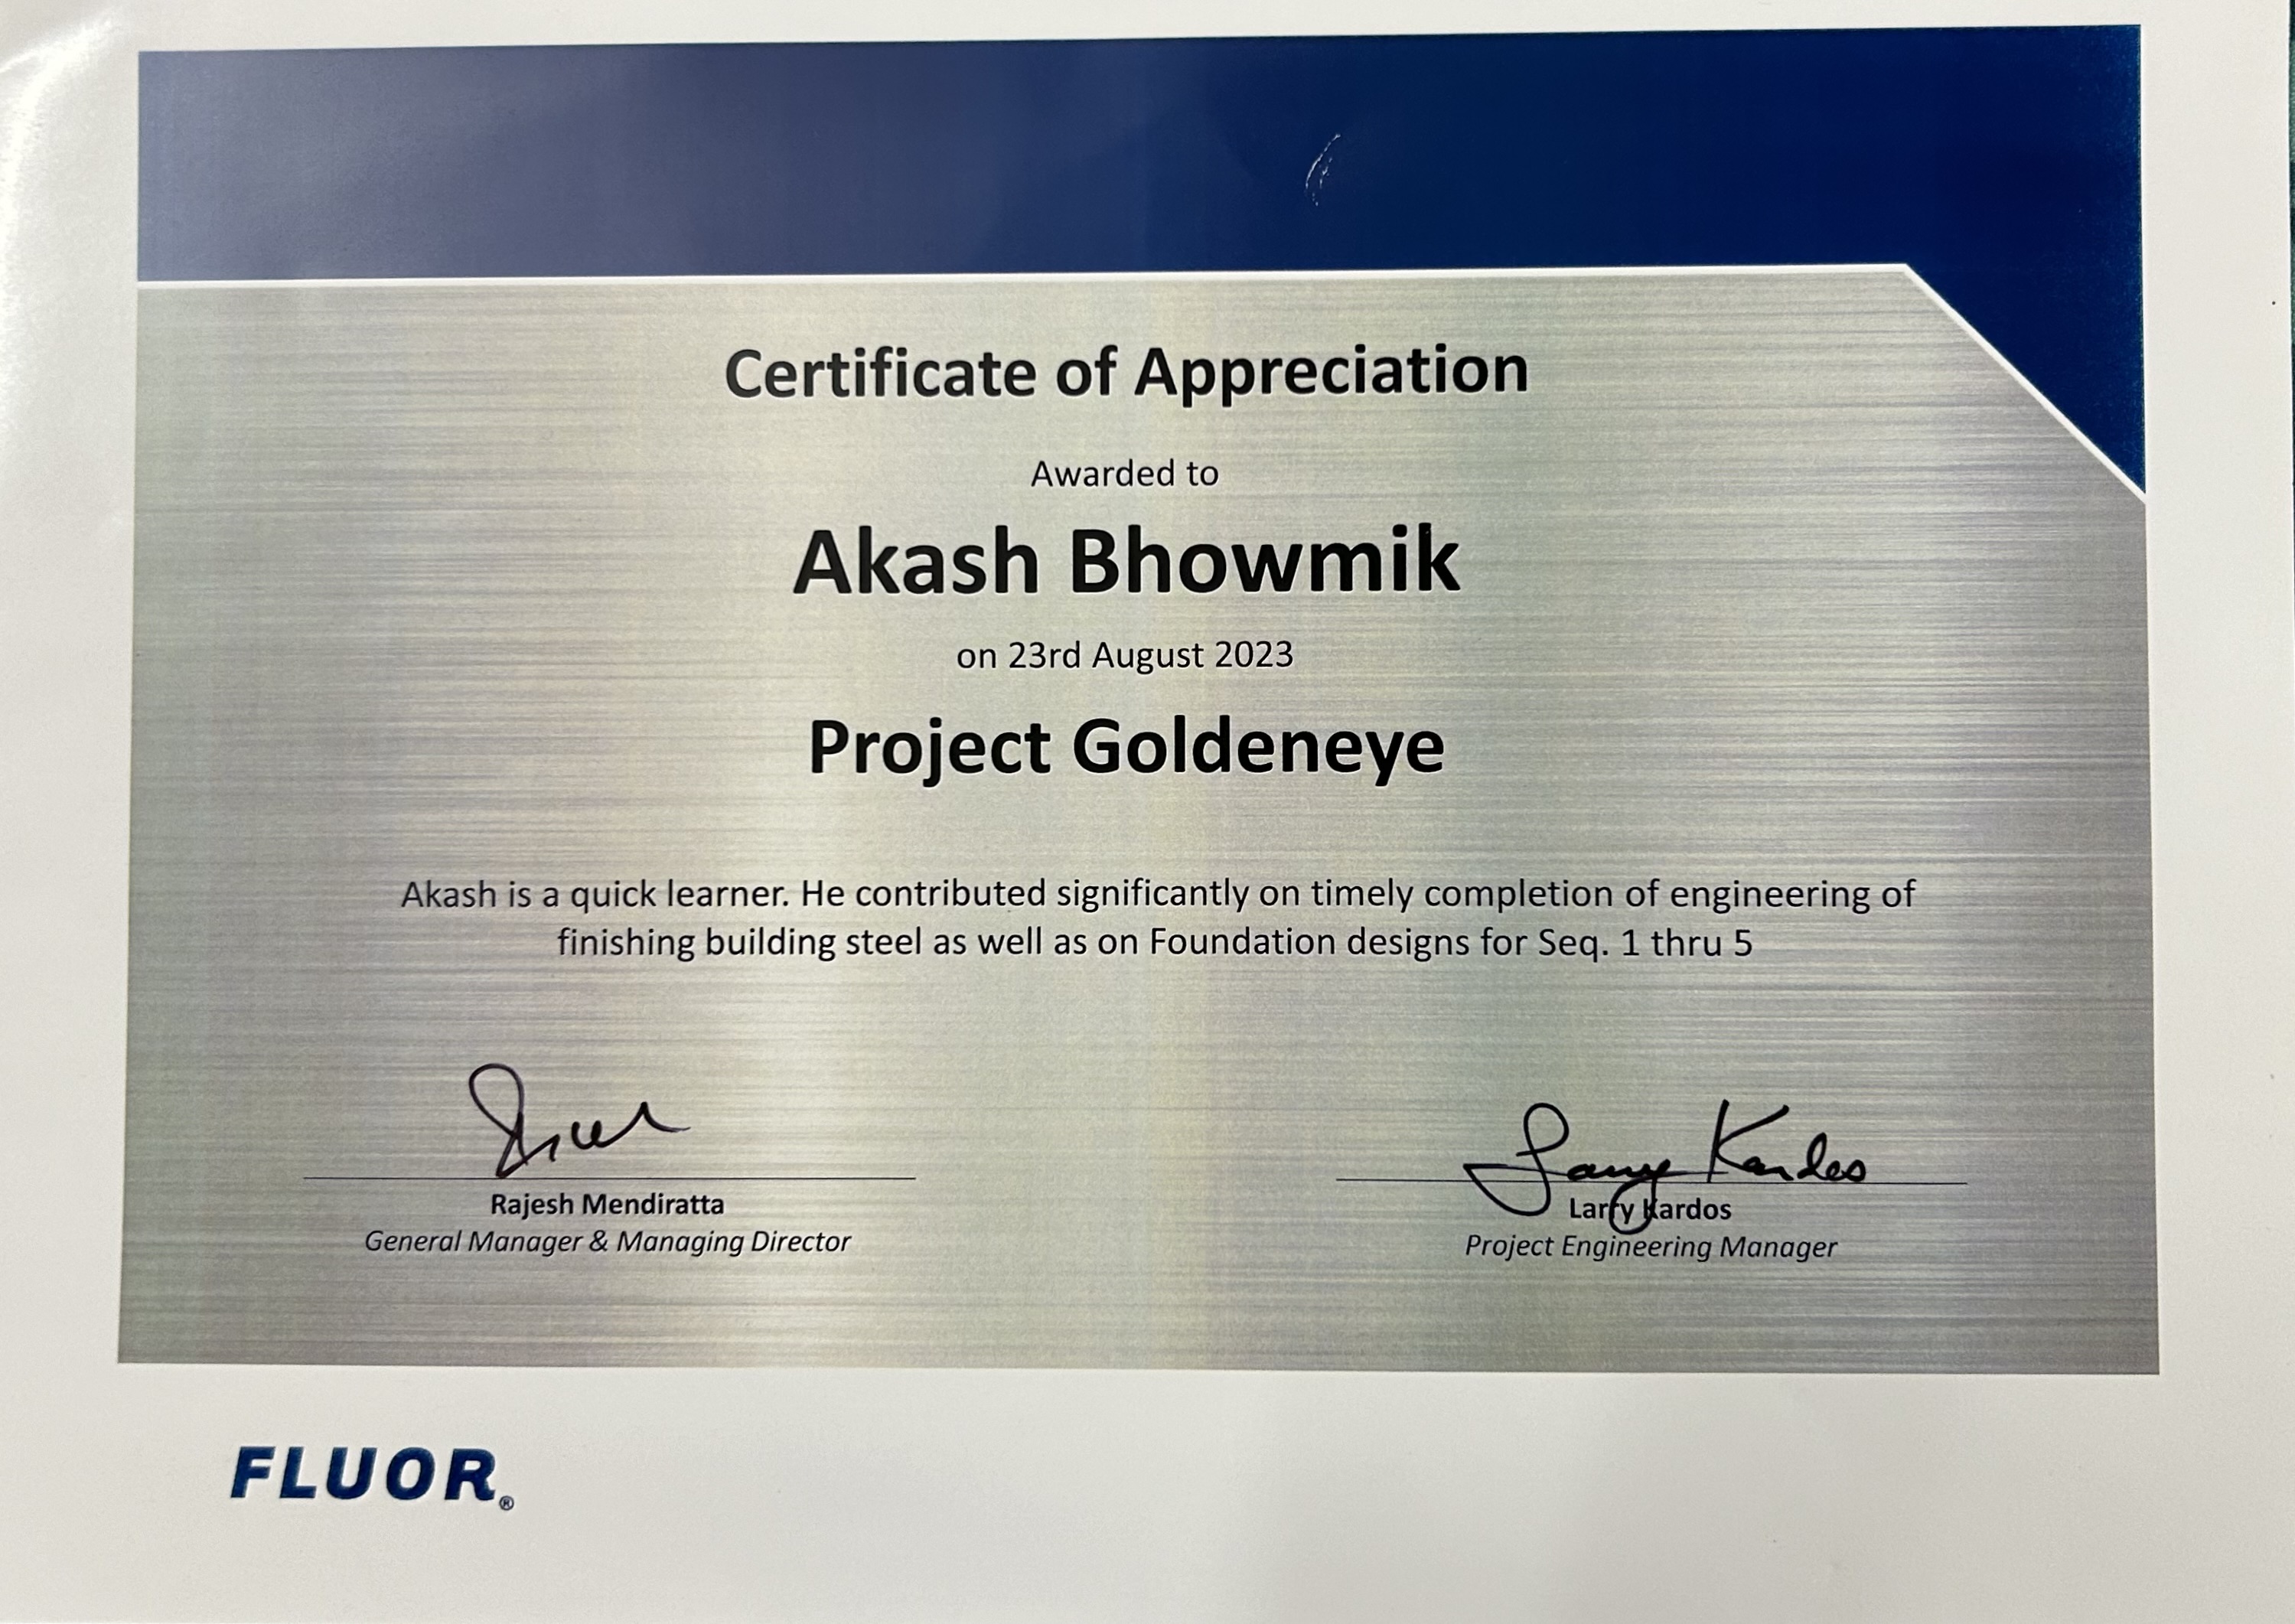 Certificate of Appreciation
Awarded to
Akash Bhowmik
on 23rd August 2023
Project Goldeneye
Akash is a quick learner. He contributed significantly on timely completion of engineering of
finishing building steel as well as on Foundation designs for Seq. 1 thru 5
Larry Kardos
Rajesh Mendiratta
General Manager & Managing Director
Larry Kardos
Project Engineering Manager
FLUOR®